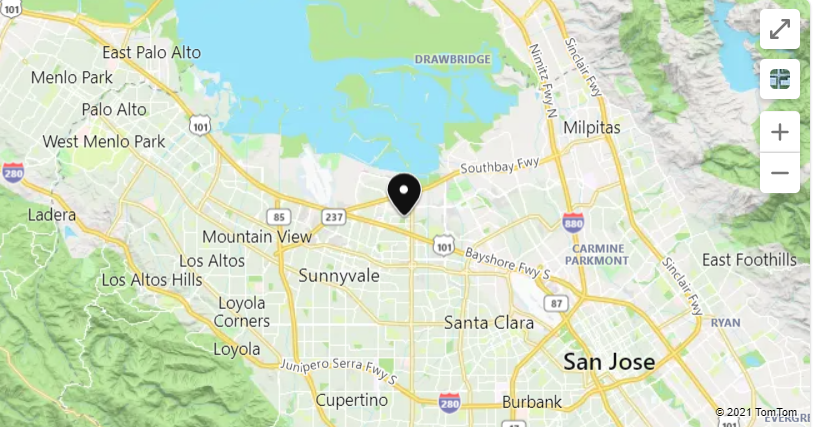 101
East Palo Alto
DRAWBRIDGE
Nimitz Fwy N
Sinclair Fwy
Menlo Park
Palo Alto
101
Milpitas
West Menlo Park
280
Southbay Fwy
Ladera
85
237
880
Mountain View
101
CARMINE
PARKMONT
Bayshore Fwy S
Los Altos
East Foothills
Sunnyvale
Los Altos Hills
Sinclair Fwy
Loyola
Corners
87
Santa Clara
RYAN
Loyola
San Jose
Junipero Serra Fwy S
Cupertino
280
Burbank
© 2021 TomTom
101
EVERGRE
17